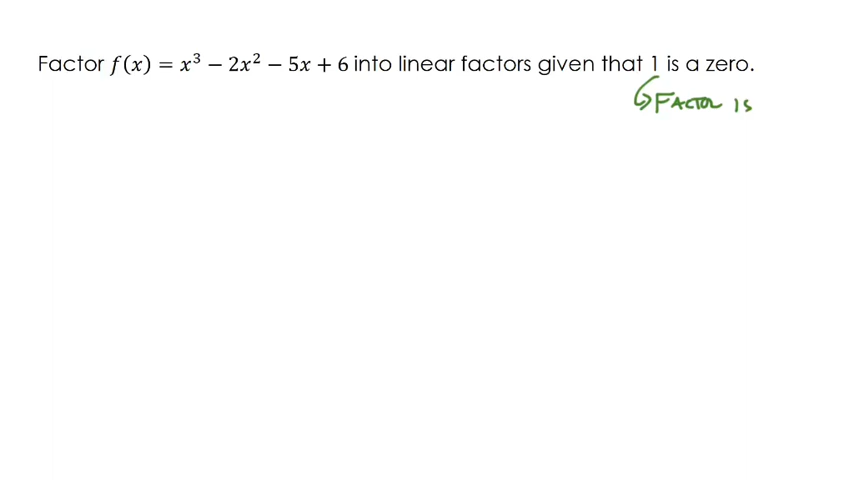 Factor f(x) = x³ − 2x² − 5x + 6 into linear factors given that 1 is a zero.
FACTOR IS